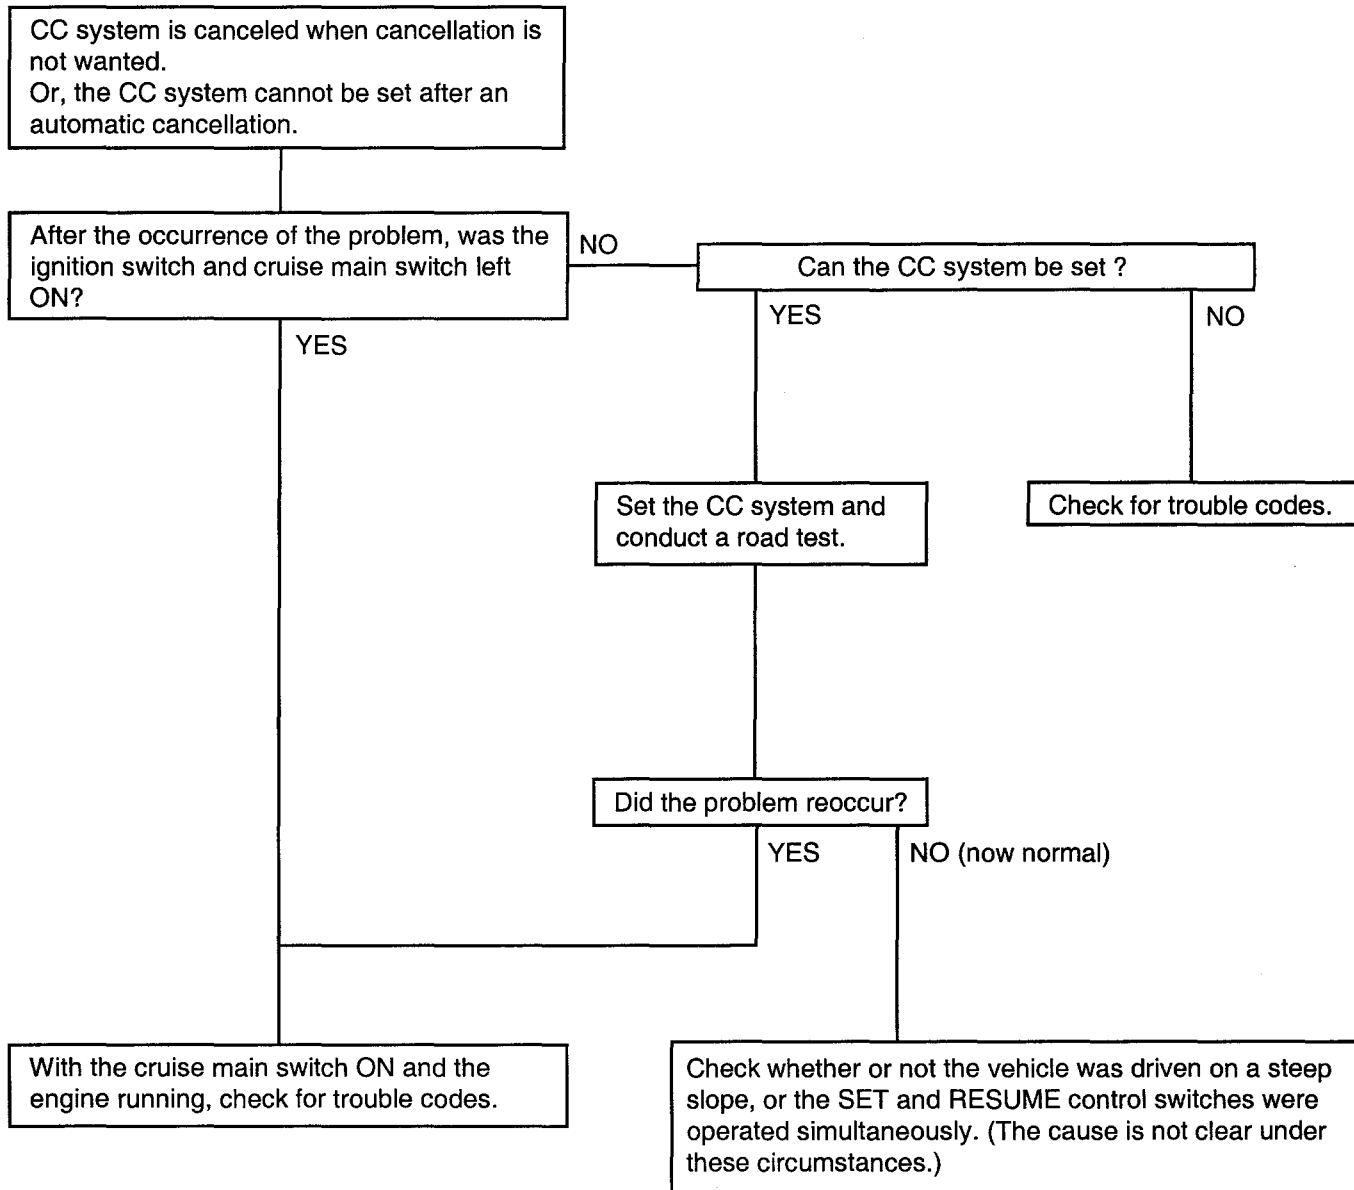 CC system is canceled when cancellation is
not wanted.
Or, the CC system cannot be set after an
automatic cancellation.
After the occurrence of the problem, was the
ignition switch and cruise main switch left
ON?
NO
Can the CC system be set ?
YES
YES
NO
Set the CC system and
conduct a road test.
Check for trouble codes.
Did the problem reoccur?
YES
NO (now normal)
With the cruise main switch ON and the
engine running, check for trouble codes.
Check whether or not the vehicle was driven on a steep
slope, or the SET and RESUME control switches were
operated simultaneously. (The cause is not clear under
these circumstances.)